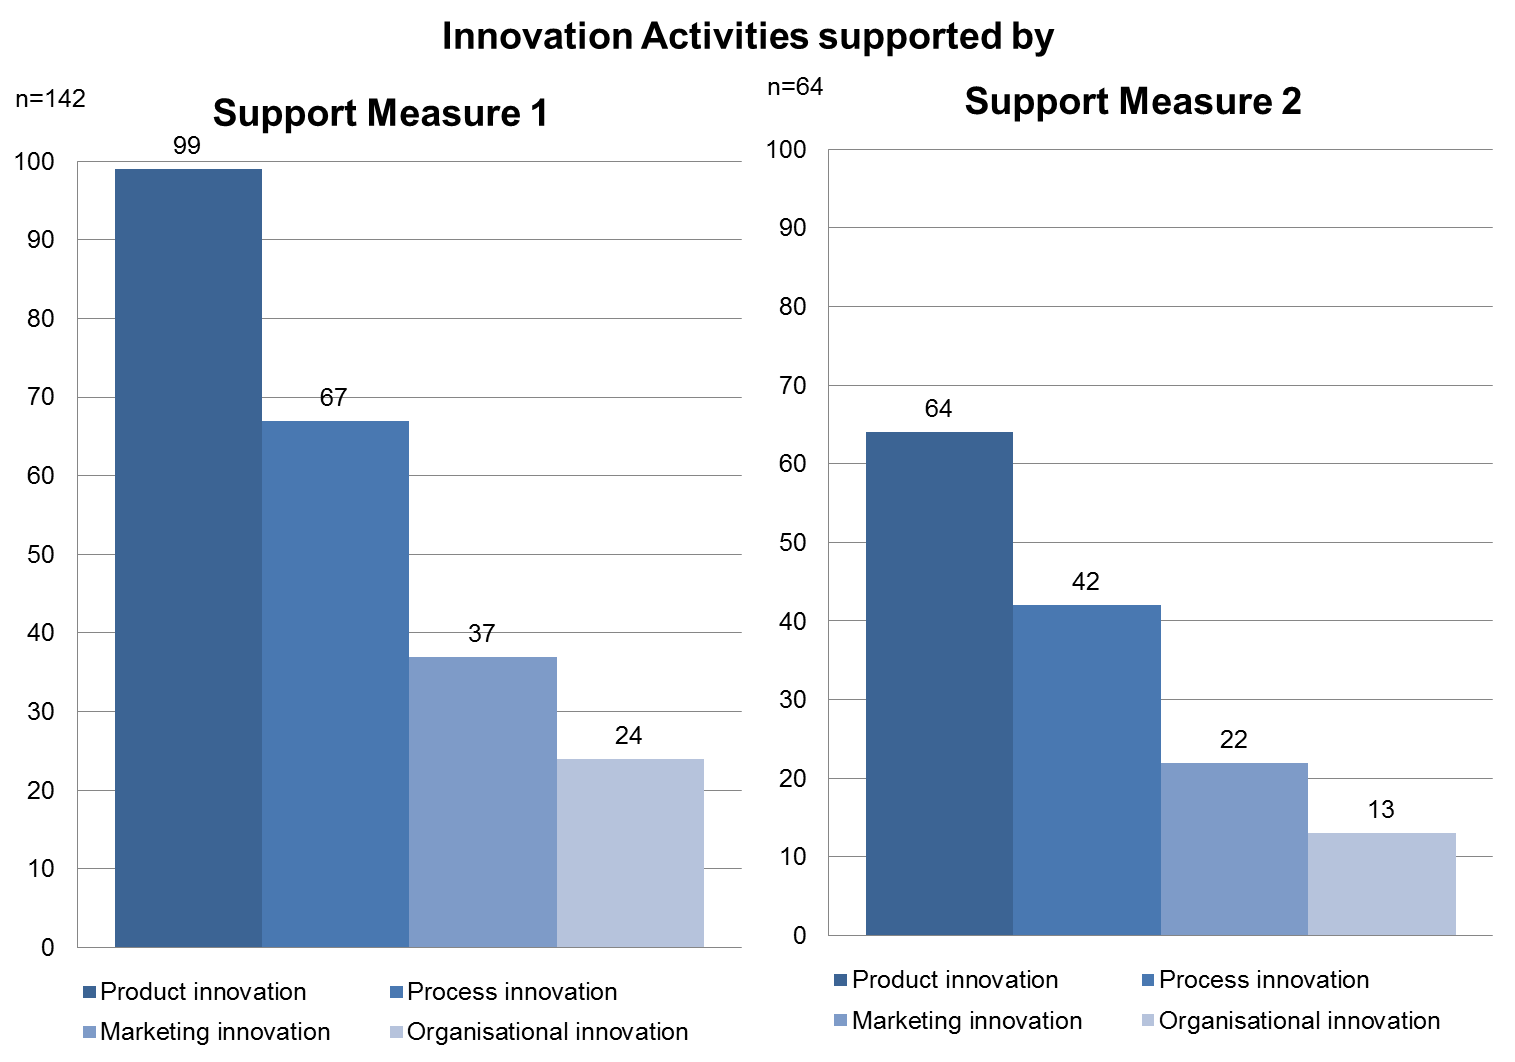 Innovation Activities supported by
n=142
Support Measure 1
99
100
90
80
70
67
60
50
40
37
30
24
20
10
0
Product innovation
Process innovation
Marketing innovation
Organisational innovation
n=64
Support Measure 2
100
90
80
70
64
60
50
42
40
30
22
20
13
10
0
Product innovation
Process innovation
Marketing innovation
Organisational innovation